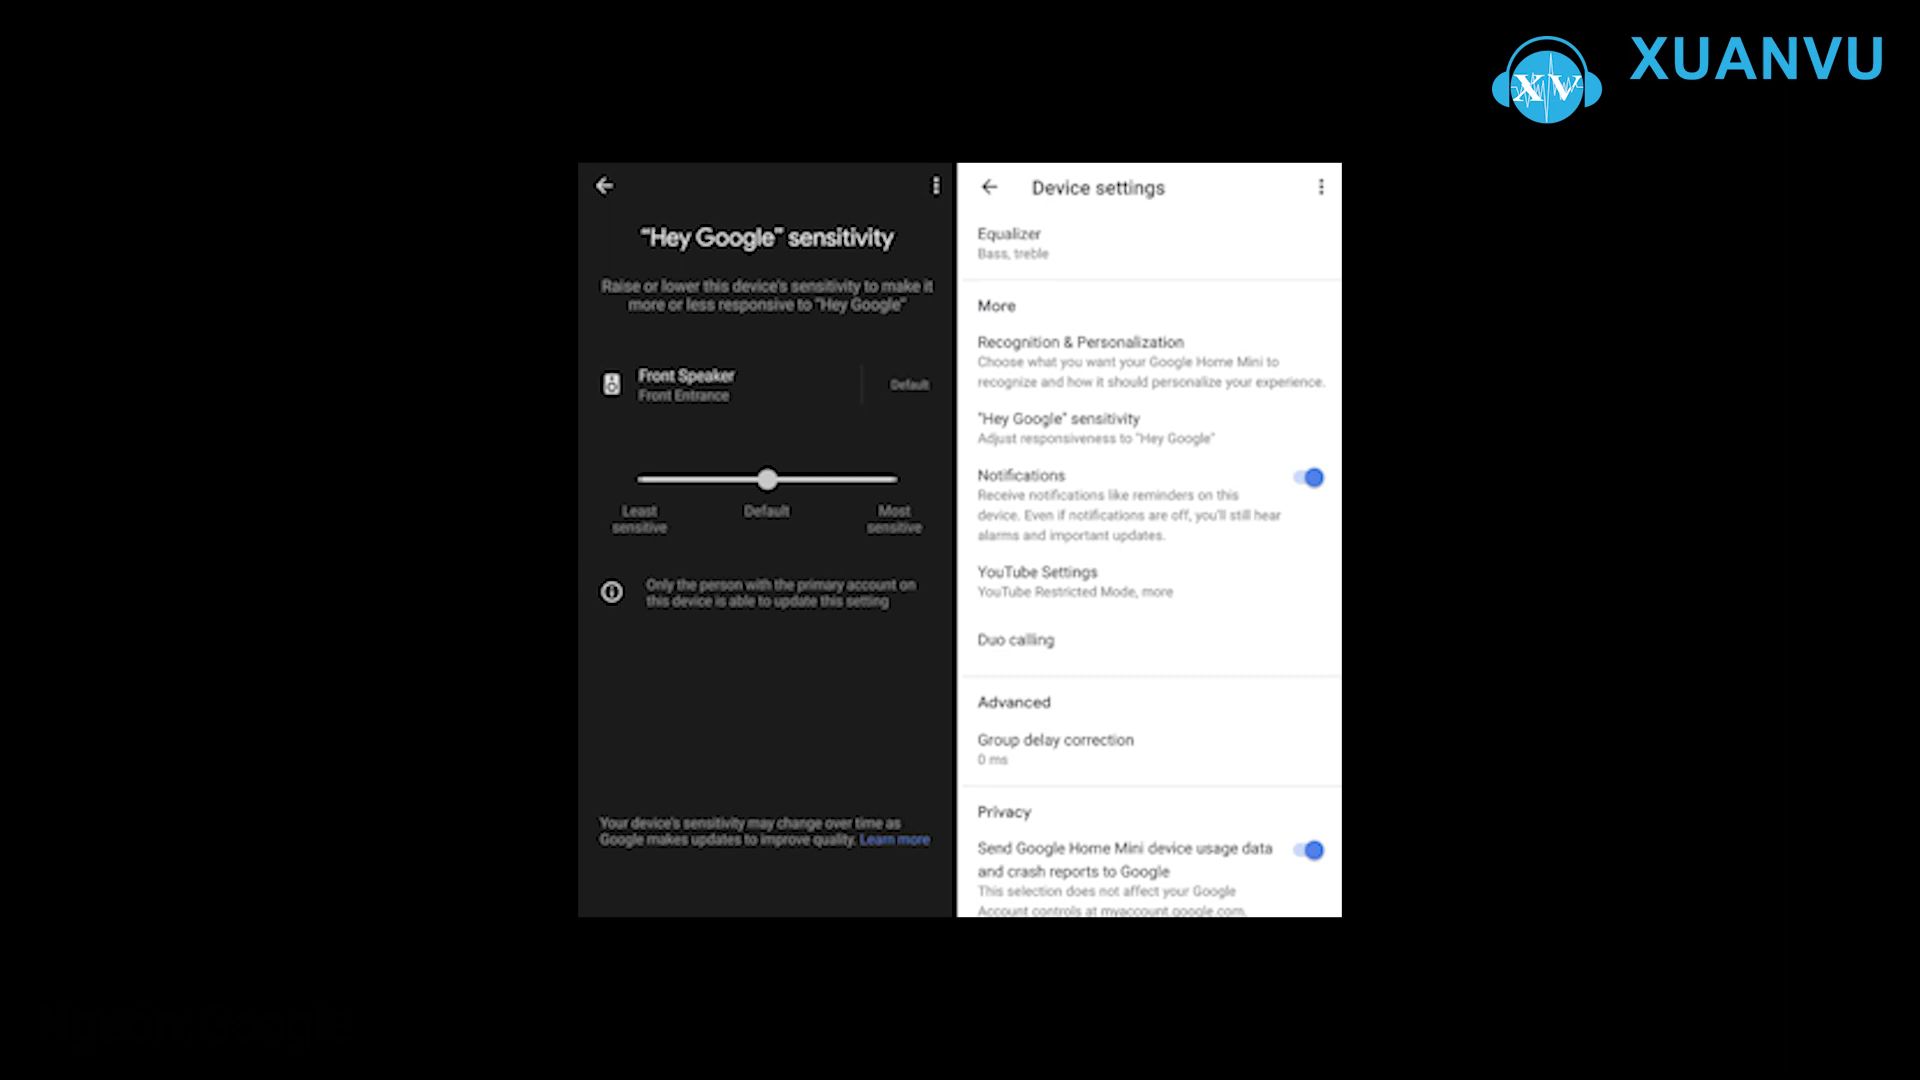 XUANVU
XV
"Hey Google" sensitivity
Raise or lower this device's sensitivity to make it
more or less responsive to "Hey Google"
Front Speaker
Front Entrance
Default
Least
sensitive
Default
Most
sensitive
Only the person with the primary account on
this device is able to update this setting
Your device's sensitivity may change over time as
Google makes updates to improve quality. Learn more
Device settings
Equalizer
Bass, treble
More
Recognition & Personalization
Choose what you want your Google Home Mini to
recognize and how it should personalize your experience.
"Hey Google" sensitivity
Adjust responsiveness to "Hey Google"
Notifications
Receive notifications like reminders on this
device. Even if notifications are off, you'll still hear
alarms and important updates.
YouTube Settings
YouTube Restricted Mode, more
Duo calling
Advanced
Group delay correction
0 ms
Privacy
Send Google Home Mini device usage data
and crash reports to Google
This selection does not affect your Google
Account controls at myaccount.google.com.